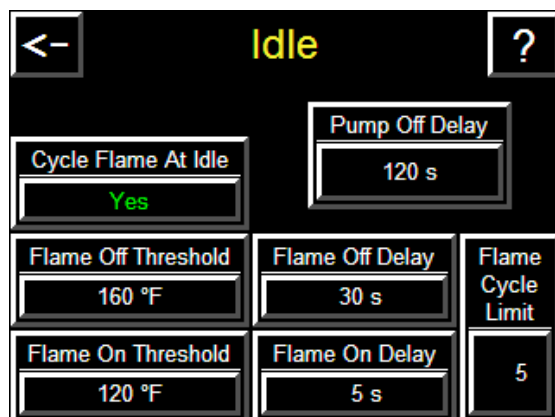 <-
Idle
?
Pump Off Delay
120 s
Cycle Flame At Idle
Yes
Flame Off Threshold
160 °F
Flame Off Delay
30 s
Flame
Cycle
Limit
5
Flame On Threshold
120 °F
Flame On Delay
5 s